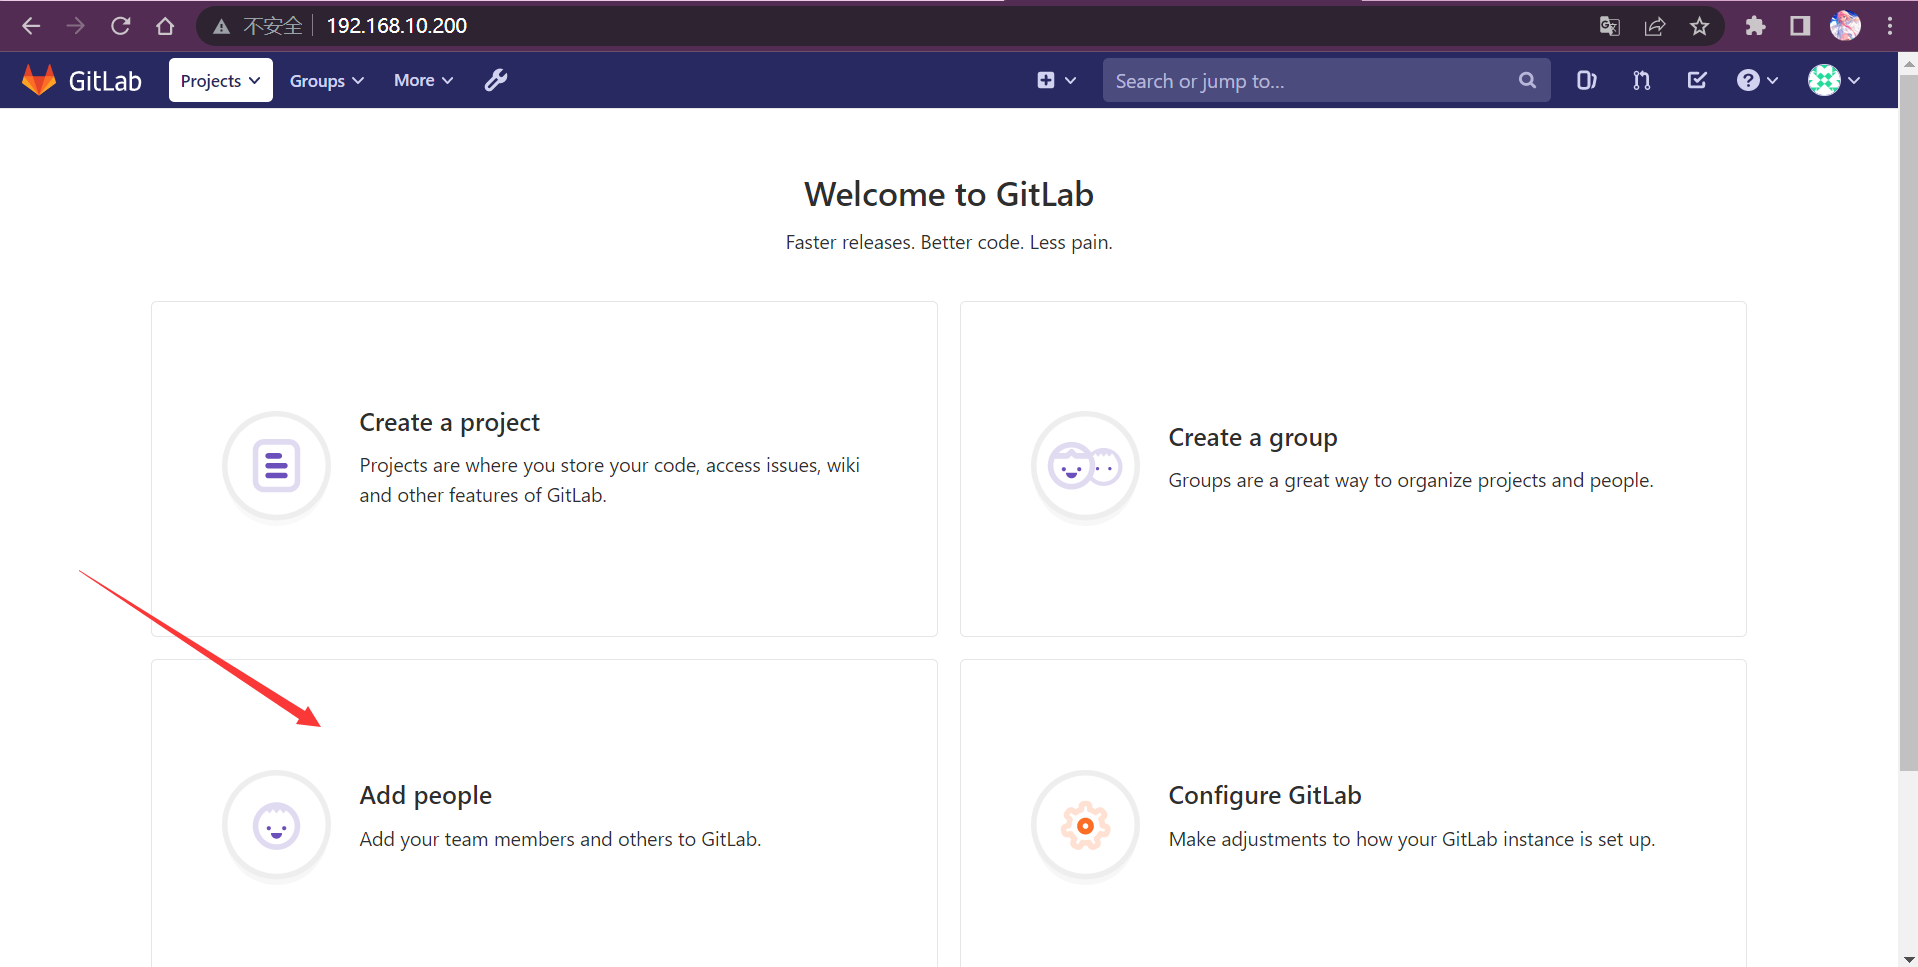 不安全 192.168.10.200
GitLab Projects Groups More Search or jump to...
Welcome to GitLab
Faster releases. Better code. Less pain.
Create a project
Projects are where you store your code, access issues, wiki
and other features of GitLab.
Create a group
Groups are a great way to organize projects and people.
Add people
Add your team members and others to GitLab.
Configure GitLab
Make adjustments to how your GitLab instance is set up.